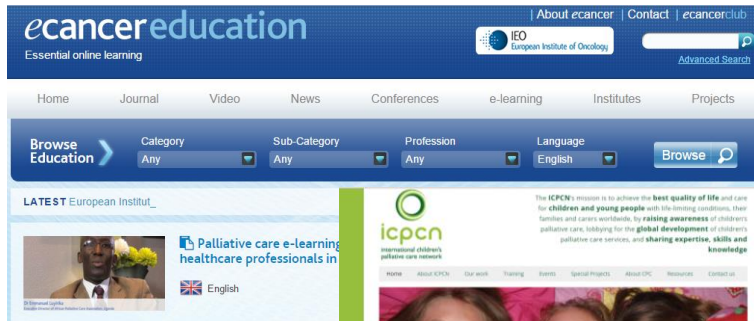 ecancereducation
Essential online learning
| About ecancer | Contact | ecancerclub
IEO
European Institute of Oncology
Advanced Search
Home Journal Video News Conferences e-learning Institutes Projects
Browse Education
Category Sub-Category Profession Language
Any Any Any English
Browse
LATEST European Institut_
Palliative care e-learning
healthcare professionals in
English
Dr Emmanuel Luyirika
icpcn
international children's
palliative care network
The ICPCN's mission is to achieve the best quality of life and care
for children and young people with life-limiting conditions, their
families and carers worldwide, by raising awareness of children's
palliative care, lobbying for the global development of children's
palliative care services, and sharing expertise, skills and
knowledge
Home About ICPCN Our work Training Events Special Projects About CPC Resources Contact us